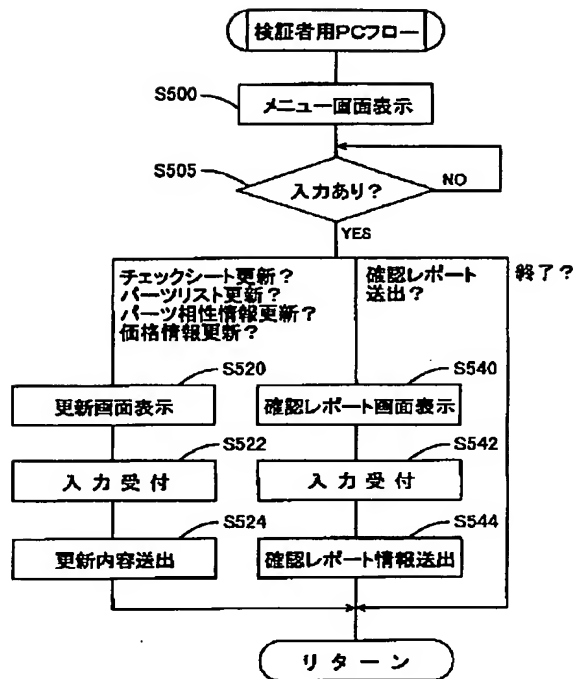 検証者用PCフロー
S500
メニュー画面表示
S505
入力あり？
NO
YES
チェックシート更新？
パーツリスト更新？
パーツ相性情報更新？
価格情報更新？
確認レポート
送出？
終了？
S520
更新画面表示
S522
入力受付
S524
更新内容送出
S540
確認レポート画面表示
S542
入力受付
S544
確認レポート情報送出
リターン